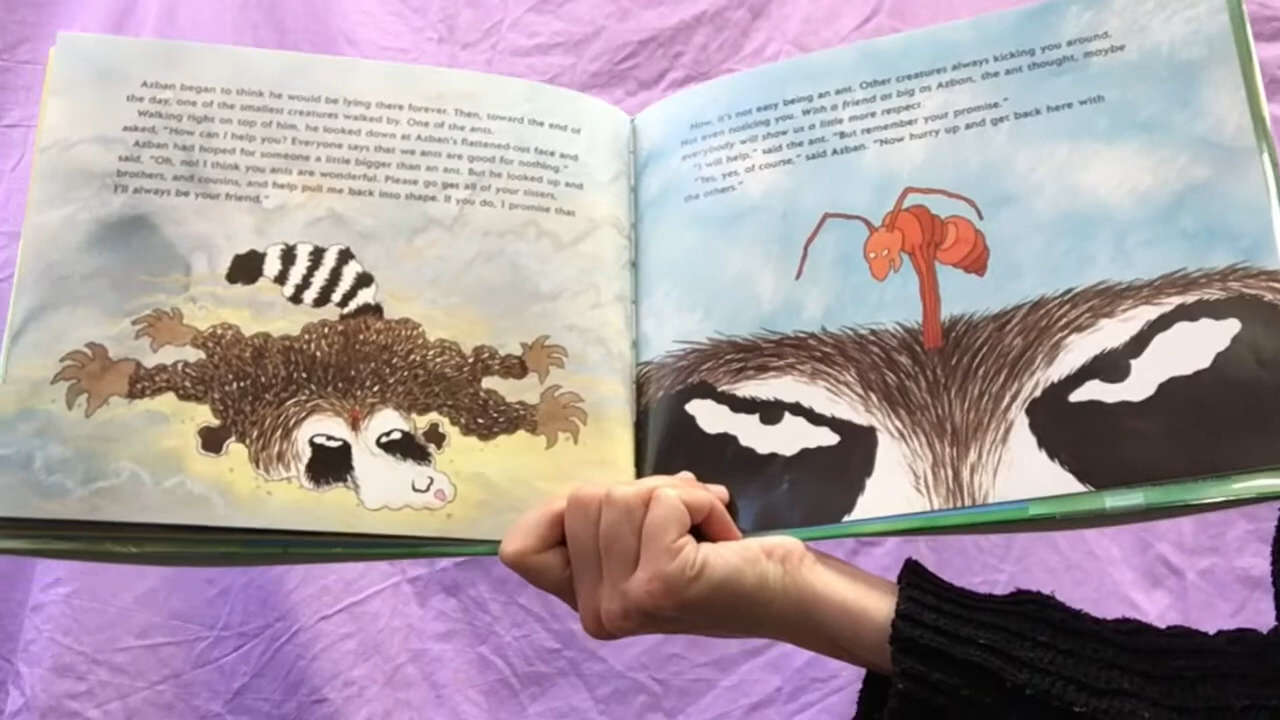 Azban began to think he would be lying there forever. Then, toward the end of
the day, one of the smallest creatures walked by. One of the ants.
Walking right on top of him, he looked down at Azban's flattened-out face and
asked, "How can I help you? Everyone says that we ants are good for nothing."
Azban had hoped for someone a little bigger than an ant. But he looked up and
said, "Oh, no! I think you ants are wonderful. Please go get all of your sisters,
brothers, and cousins, and help pull me back into shape. If you do, I promise that
I'll always be your friend."
Now, it's not easy being an ant. Other creatures always kicking you around.
Not even noticing you. With a friend as big as Azban, the ant thought, maybe
everybody will show us a little more respect.
"I will help," said the ant. "But remember your promise."
"Yes, yes, of course," said Azban. "Now hurry up and get back here with
the others."